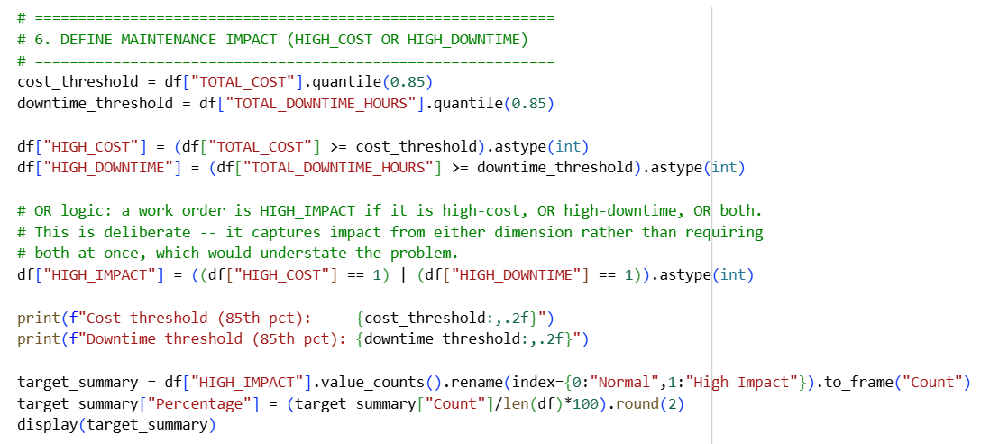 # ============================================================
# 6. DEFINE MAINTENANCE IMPACT (HIGH_COST OR HIGH_DOWNTIME)
# ============================================================
cost_threshold = df["TOTAL_COST"].quantile(0.85)
downtime_threshold = df["TOTAL_DOWNTIME_HOURS"].quantile(0.85)

df["HIGH_COST"] = (df["TOTAL_COST"] >= cost_threshold).astype(int)
df["HIGH_DOWNTIME"] = (df["TOTAL_DOWNTIME_HOURS"] >= downtime_threshold).astype(int)

# OR logic: a work order is HIGH_IMPACT if it is high-cost, OR high-downtime, OR both.
# This is deliberate -- it captures impact from either dimension rather than requiring
# both at once, which would understate the problem.
df["HIGH_IMPACT"] = ((df["HIGH_COST"] == 1) | (df["HIGH_DOWNTIME"] == 1)).astype(int)

print(f"Cost threshold (85th pct):     {cost_threshold:,.2f}")
print(f"Downtime threshold (85th pct): {downtime_threshold:,.2f}")

target_summary = df["HIGH_IMPACT"].value_counts().rename(index={0:"Normal",1:"High Impact"}).to_frame("Count")
target_summary["Percentage"] = (target_summary["Count"]/len(df)*100).round(2)
display(target_summary)